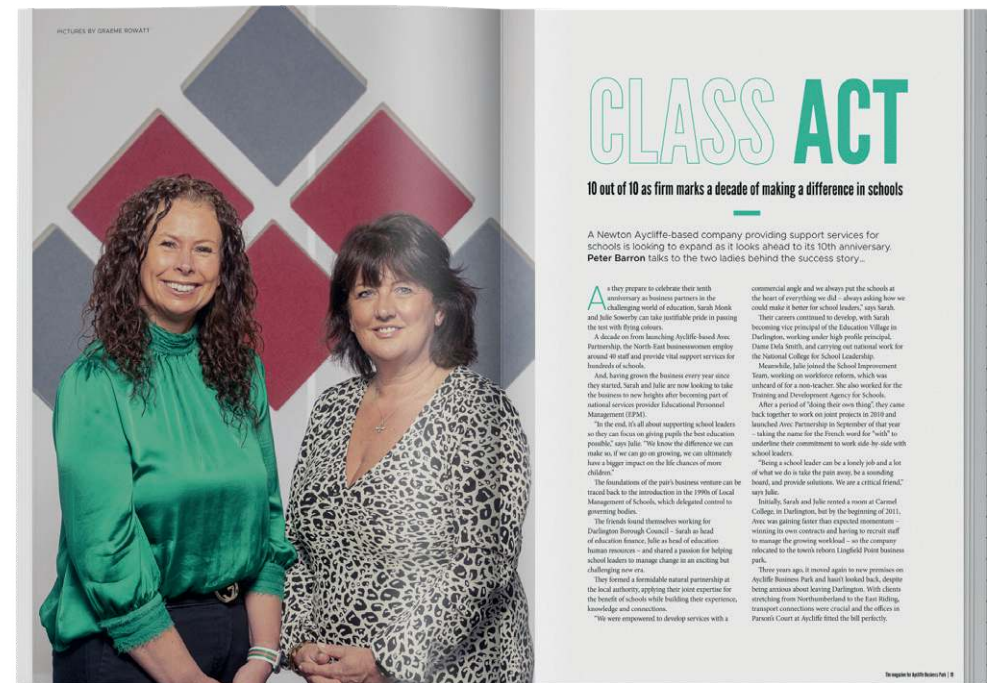 PICTURES BY GRAEME ROWATT
CLASS ACT
10 out of 10 as firm marks a decade of making a difference in schools
A Newton Aycliffe-based company providing support services for
schools is looking to expand as it looks ahead to its 10th anniversary.
Peter Barron talks to the two ladies behind the success story...
As they prepare to celebrate their tenth
anniversary as business partners in the
challenging world of education, Sarah Monk
and Julie Sowerby can take justifiable pride in passing
the test with flying colours.
A decade on from launching Aycliffe-based Avec
Partnership, the North-East businesswomen employ
around 40 staff and provide vital support services for
hundreds of schools.
And, having grown the business every year since
they started, Sarah and Julie are now looking to take
the business to new heights after becoming part of
national services provider Educational Personnel
Management (EPM).
"In the end, it's all about supporting school leaders
so they can focus on giving pupils the best education
possible," says Julie. "We know the difference we can
make so, if we can go on growing, we can ultimately
have a bigger impact on the life chances of more
children."
The foundations of the pair's business venture can be
traced back to the introduction in the 1990s of Local
Management of Schools, which delegated control to
governing bodies.
The friends found themselves working for
Darlington Borough Council – Sarah as head
of education finance, Julie as head of education
human resources – and shared a passion for helping
school leaders to manage change in an exciting but
challenging new era.
They formed a formidable natural partnership at
the local authority, applying their joint expertise for
the benefit of schools while building their experience,
knowledge and connections.
"We were empowered to develop services with a
commercial angle and we always put the schools at
the heart of everything we did – always asking how we
could make it better for school leaders," says Sarah.
Their careers continued to develop, with Sarah
becoming vice principal of the Education Village in
Darlington, working under high profile principal,
Dame Dela Smith, and carrying out national work for
the National College for School Leadership.
Meanwhile, Julie joined the School Improvement
Team, working on workforce reform, which was
unheard of for a non-teacher. She also worked for the
Training and Development Agency for Schools.
After a period of "doing their own thing", they came
back together to work on joint projects in 2010 and
launched Avec Partnership in September of that year
– taking the name for the French word for "with" to
underline their commitment to work side-by-side with
school leaders.
"Being a school leader can be a lonely job and a lot
of what we do is take the pain away, be a sounding
board, and provide solutions. We are a critical friend,"
says Julie.
Initially, Sarah and Julie rented a room at Carmel
College, in Darlington, but by the beginning of 2011,
Avec was gaining faster than expected momentum –
winning its own contracts and having to recruit staff
to manage the growing workload – so the company
relocated to the town's reborn Lingfield Point business
park.
Three years ago, it moved again to new premises on
Aycliffe Business Park and hasn't looked back, despite
being anxious about leaving Darlington. With clients
stretching from Northumberland to the East Riding,
transport connections were crucial and the offices in
Parson's Court at Aycliffe fitted the bill perfectly.
The magazine for Aycliffe Business Park |